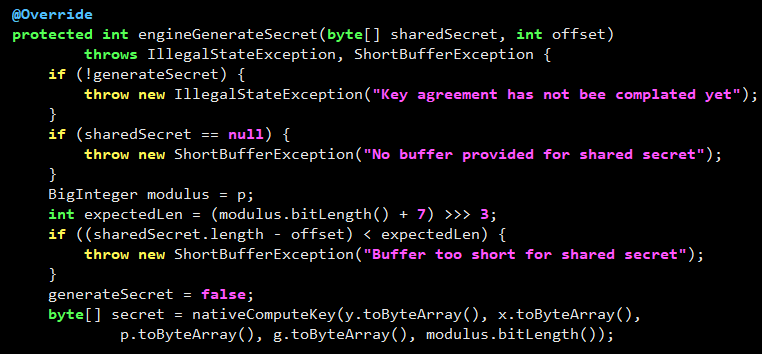 @Override
protected int engineGenerateSecret(byte[] sharedSecret, int offset)
throws IllegalStateException, ShortBufferException {
if (!generateSecret) {
throw new IllegalStateException("Key agreement has not bee complated yet");
}
if (sharedSecret == null) {
throw new ShortBufferException("No buffer provided for shared secret");
}
BigInteger modulus = p;
int expectedLen = (modulus.bitLength() + 7) >>> 3;
if ((sharedSecret.length - offset) < expectedLen) {
throw new ShortBufferException("Buffer too short for shared secret");
}
generateSecret = false;
byte[] secret = nativeComputeKey(y.toByteArray(), x.toByteArray(),
p.toByteArray(), g.toByteArray(), modulus.bitLength());